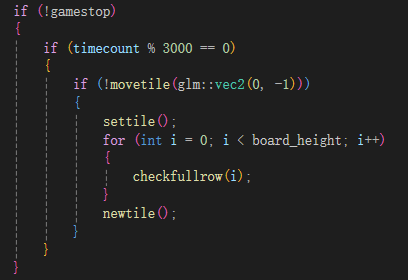 if (!gamestop)
{
if (timecount % 3000 == 0)
{
if (!movetile(glm::vec2(0, -1)))
{
settile();
for (int i = 0; i < board_height; i++)
{
checkfullrow(i);
}
newtile();
}
}
}